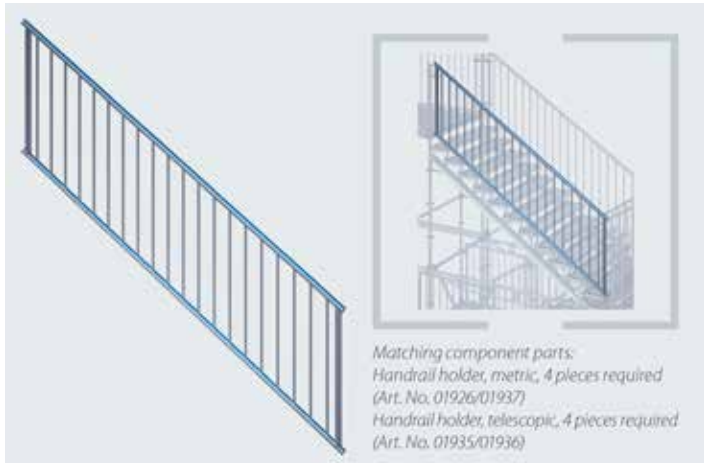 Matching component parts:
Handrail holder, metric, 4 pieces required
(Art. No. 01926/01937)
Handrail holder, telescopic, 4 pieces required
(Art. No. 01935/01936)